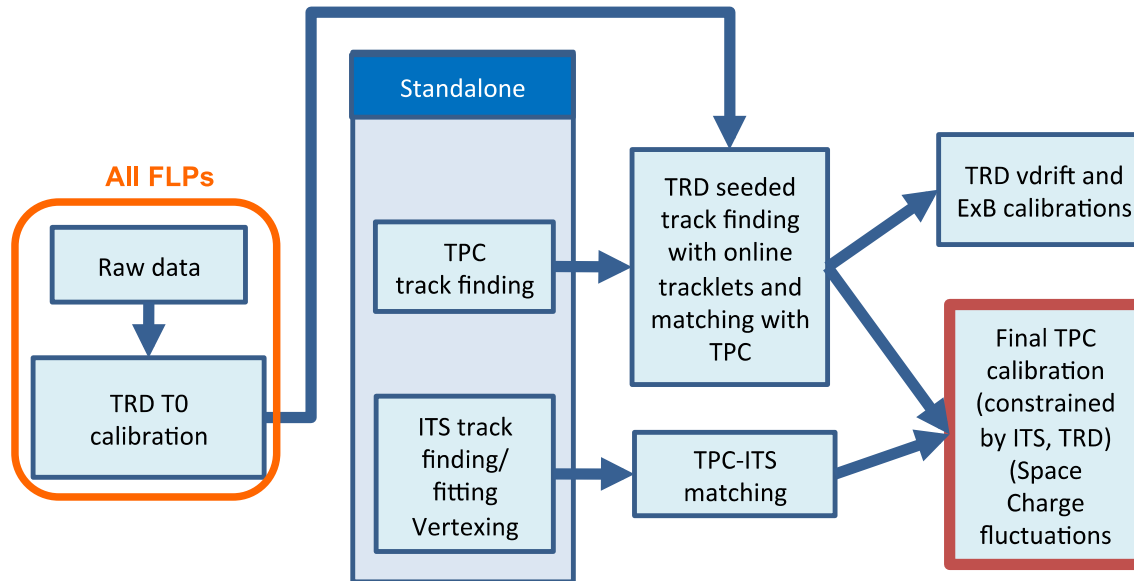 All FLPs
Raw data
TRD T0
calibration
Standalone
TPC
track finding
ITS track
finding/
fitting
Vertexing
TRD seeded
track finding
with online
tracklets and
matching with
TPC
TPC-ITS
matching
TRD vdrift and
ExB calibrations
Final TPC
calibration
(constrained
by ITS, TRD)
(Space
Charge
fluctuations